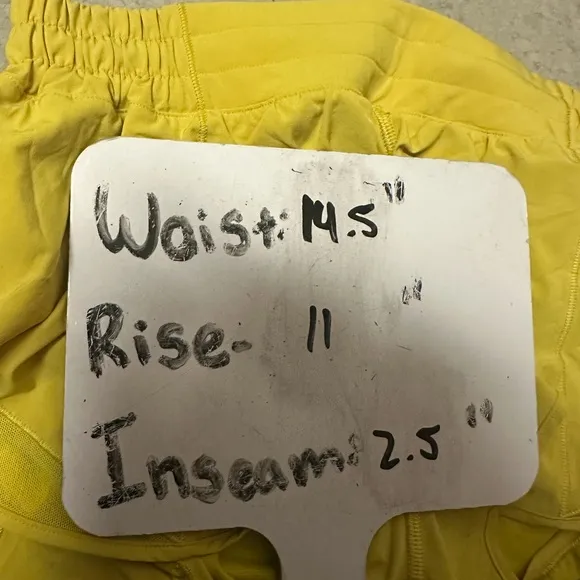 Waist: 14.5"
Rise- 11 "
Inseam: 2.5 "